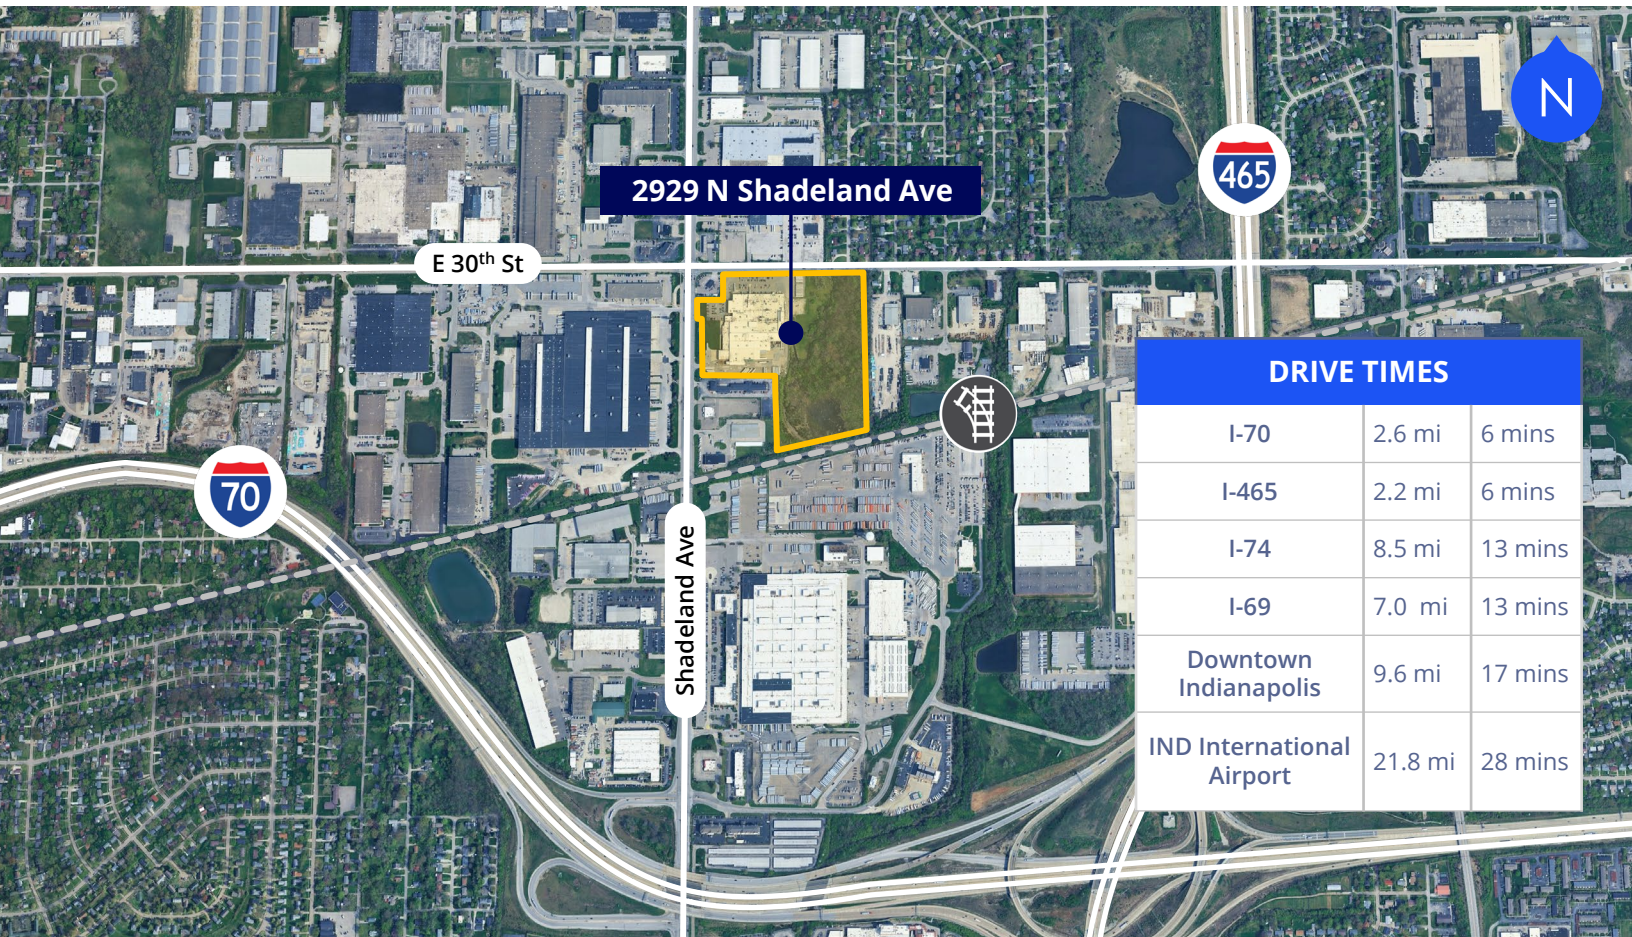 N
465
2929 N Shadeland Ave
E 30th St
70
Shadeland Ave
DRIVE TIMES
I-70 2.6 mi 6 mins
I-465 2.2 mi 6 mins
I-74 8.5 mi 13 mins
I-69 7.0 mi 13 mins
Downtown
Indianapolis 9.6 mi 17 mins
IND International
Airport 21.8 mi 28 mins